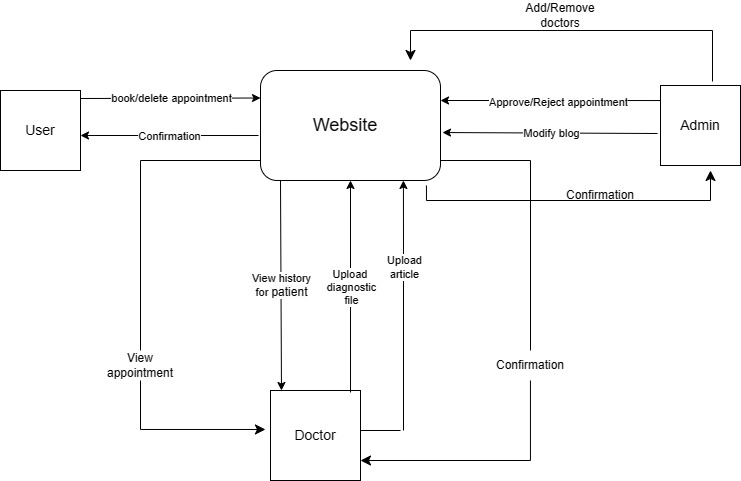 Add/Remove
doctors
book/delete appointment
Approve/Reject appointment
User
Website
Admin
Confirmation
Modify blog
Confirmation
View history
for patient
Upload
diagnostic
file
Upload
article
View
appointment
Confirmation
Doctor